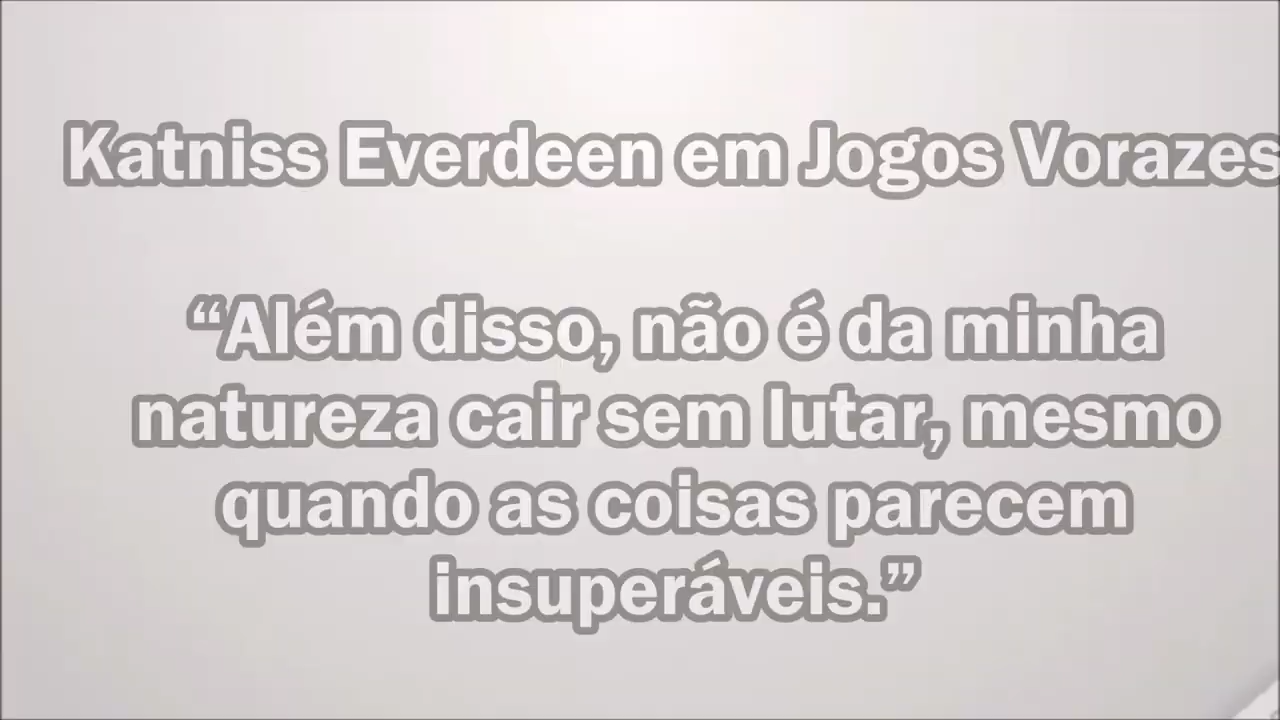 Katniss Everdeen em Jogos Vorazes
“Além disso, não é da minha
natureza cair sem lutar, mesmo
quando as coisas parecem
insuperáveis.”